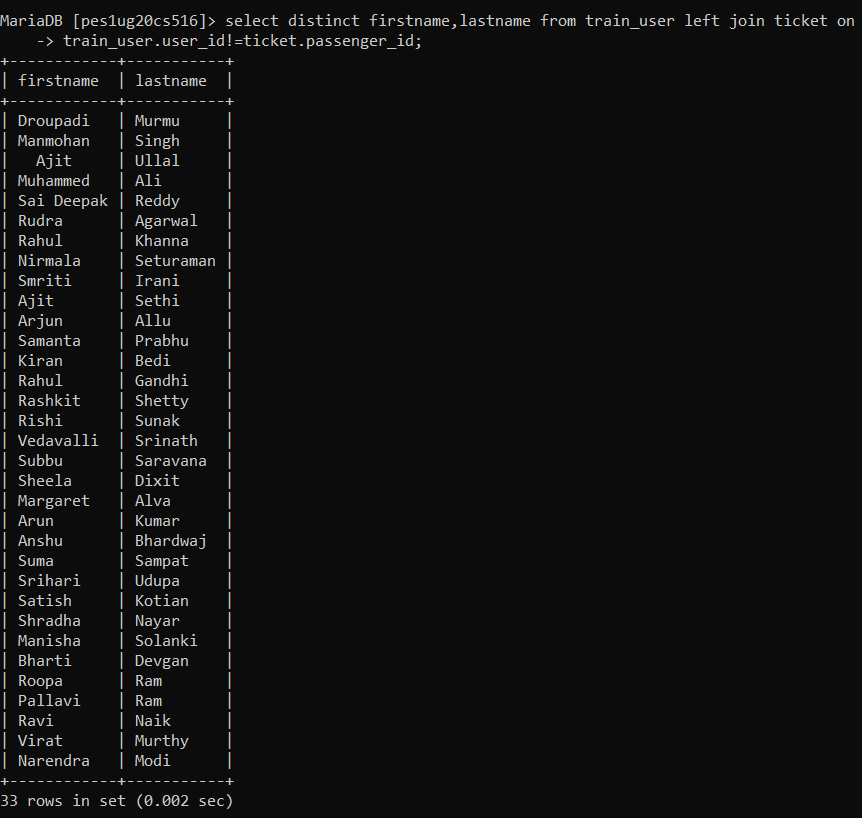 MariaDB [pes1ug20cs516]> select distinct firstname,lastname from train_user left join ticket on
    -> train_user.user_id!=ticket.passenger_id;
+------------+-----------+
| firstname  | lastname  |
+------------+-----------+
| Droupadi   | Murmu     |
| Manmohan   | Singh     |
|   Ajit     | Ullal     |
| Muhammed   | Ali       |
| Sai Deepak | Reddy     |
| Rudra      | Agarwal   |
| Rahul      | Khanna    |
| Nirmala    | Seturaman |
| Smriti     | Irani     |
| Ajit       | Sethi     |
| Arjun      | Allu      |
| Samanta    | Prabhu    |
| Kiran      | Bedi      |
| Rahul      | Gandhi    |
| Rashkit    | Shetty    |
| Rishi      | Sunak     |
| Vedavalli  | Srinath   |
| Subbu      | Saravana  |
| Sheela     | Dixit     |
| Margaret   | Alva      |
| Arun       | Kumar     |
| Anshu      | Bhardwaj  |
| Suma       | Sampat    |
| Srihari    | Udupa     |
| Satish     | Kotian    |
| Shradha    | Nayar     |
| Manisha    | Solanki   |
| Bharti     | Devgan    |
| Roopa      | Ram       |
| Pallavi    | Ram       |
| Ravi       | Naik      |
| Virat      | Murthy    |
| Narendra   | Modi      |
+------------+-----------+
33 rows in set (0.002 sec)